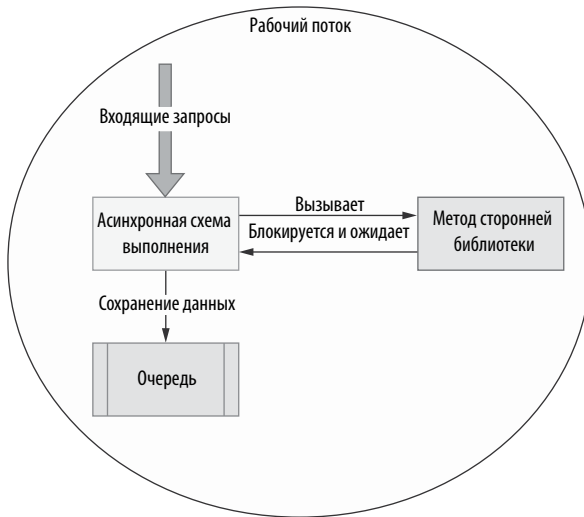 Рабочий поток
Входящие запросы
Асинхронная схема
выполнения
Вызывает
Блокируется и ожидает
Метод сторонней
библиотеки
Сохранение данных
Очередь